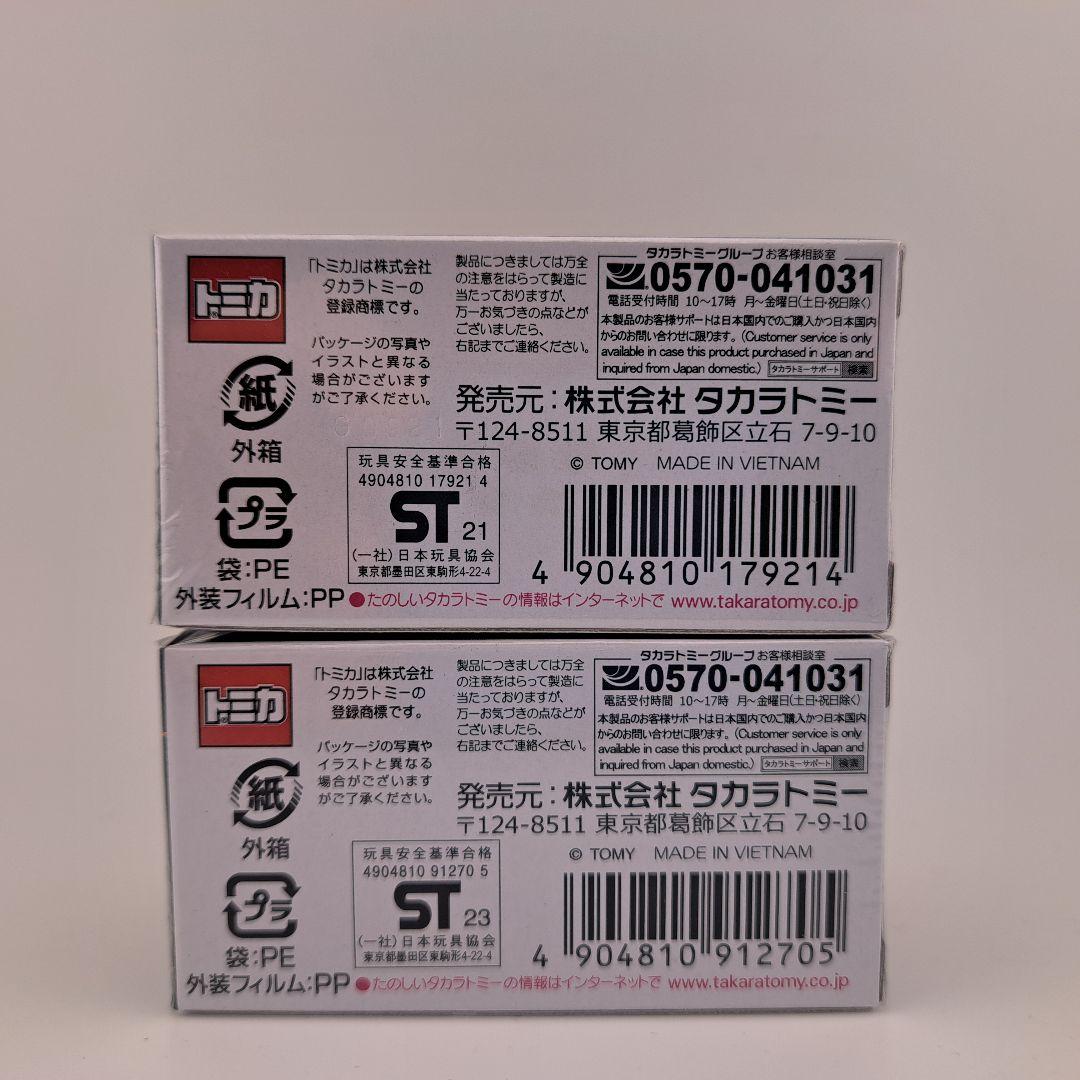 トミカ
®
「トミカ」は株式会社
タカラトミーの
登録商標です。
パッケージの写真や
イラストと異なる
場合がございます
がご了承ください。
製品につきましては万全
の注意をはらって製造に
当たっておりますが、
万一お気づきの点などが
ございましたら、
右記までご連絡ください。
タカラトミーグループ お客様相談室
0570-041031
電話受付時間 10〜17時 月〜金曜日(土日・祝日除く)
本製品のお客様サポートは日本国内でのご購入かつ日本国内
からのお問い合わせに限ります。(Customer service is only
available in case this product purchased in Japan and
inquired from Japan domestic.) タカラトミーサポート 検索
紙
外箱
プラ
袋:PE
外装フィルム:PP
発売元:株式会社 タカラトミー
〒124-8511 東京都葛飾区立石 7-9-10
© TOMY MADE IN VIETNAM
玩具安全基準合格
4904810 17921 4
ST 21
(一社)日本玩具協会
東京都墨田区東駒形4-22-4
4 904810 179214
●たのしいタカラトミーの情報はインターネットで www.takaratomy.co.jp
トミカ
®
「トミカ」は株式会社
タカラトミーの
登録商標です。
パッケージの写真や
イラストと異なる
場合がございます
がご了承ください。
製品につきましては万全
の注意をはらって製造に
当たっておりますが、
万一お気づきの点などが
ございましたら、
右記までご連絡ください。
タカラトミーグループ お客様相談室
0570-041031
電話受付時間 10〜17時 月〜金曜日(土日・祝日除く)
本製品のお客様サポートは日本国内でのご購入かつ日本国内
からのお問い合わせに限ります。(Customer service is only
available in case this product purchased in Japan and
inquired from Japan domestic.) タカラトミーサポート 検索
紙
外箱
プラ
袋:PE
外装フィルム:PP
発売元:株式会社 タカラトミー
〒124-8511 東京都葛飾区立石 7-9-10
© TOMY MADE IN VIETNAM
玩具安全基準合格
4904810 91270 5
ST 23
(一社)日本玩具協会
東京都墨田区東駒形4-22-4
4 904810 912705
●たのしいタカラトミーの情報はインターネットで www.takaratomy.co.jp